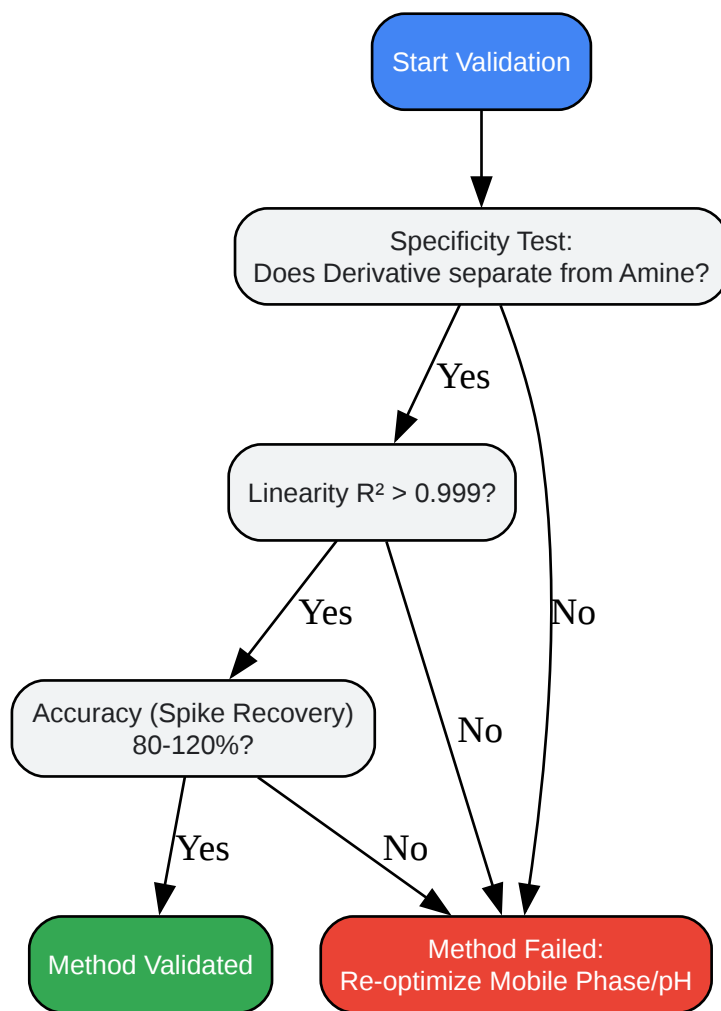 Start Validation
Specificity Test:
Does Derivative separate from Amine?
Yes
Linearity R² > 0.999?
Yes
No
Accuracy (Spike Recovery)
80-120%?
No
Yes
No
Method Validated
Method Failed:
Re-optimize Mobile Phase/pH